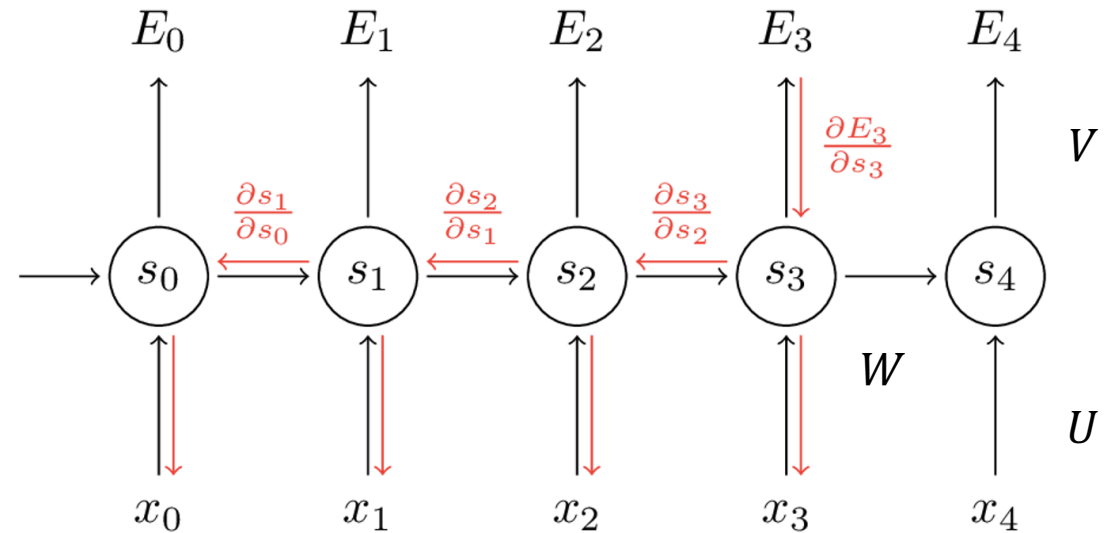 E₀ E₁ E₂ E₃ E₄
∂E₃/∂s₃ V
∂s₁/∂s₀ ∂s₂/∂s₁ ∂s₃/∂s₂
s₀ s₁ s₂ s₃ s₄
W
U
x₀ x₁ x₂ x₃ x₄